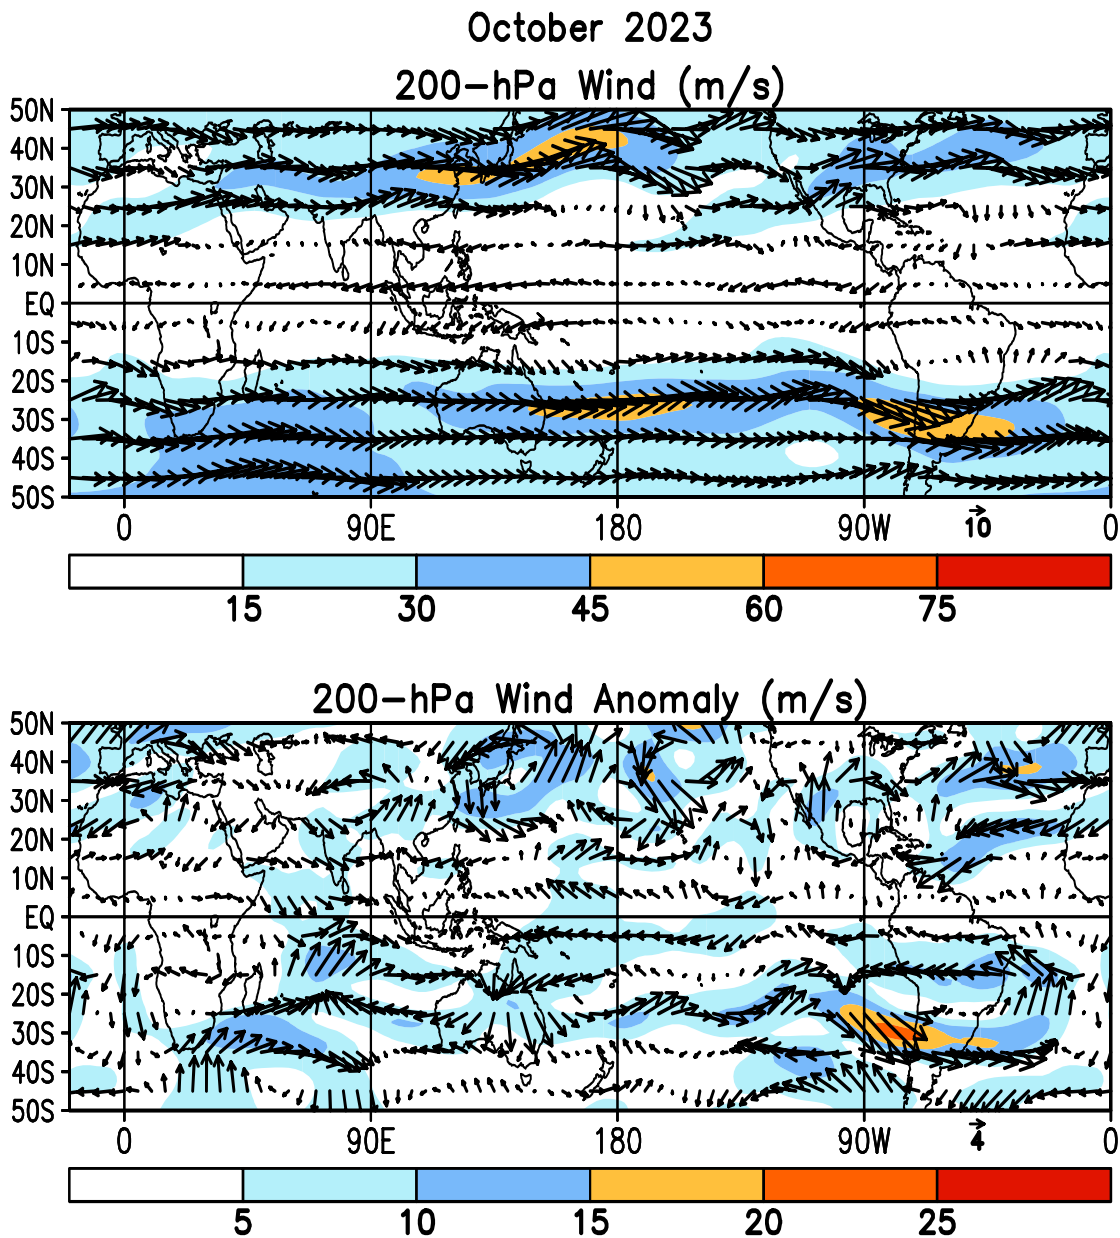 October 2023
200-hPa Wind (m/s)
50N
40N
30N
20N
10N
EQ
10S
20S
30S
40S
50S
0 90E 180 90W 10 0
15 30 45 60 75
200-hPa Wind Anomaly (m/s)
50N
40N
30N
20N
10N
EQ
10S
20S
30S
40S
50S
0 90E 180 90W 4 0
5 10 15 20 25